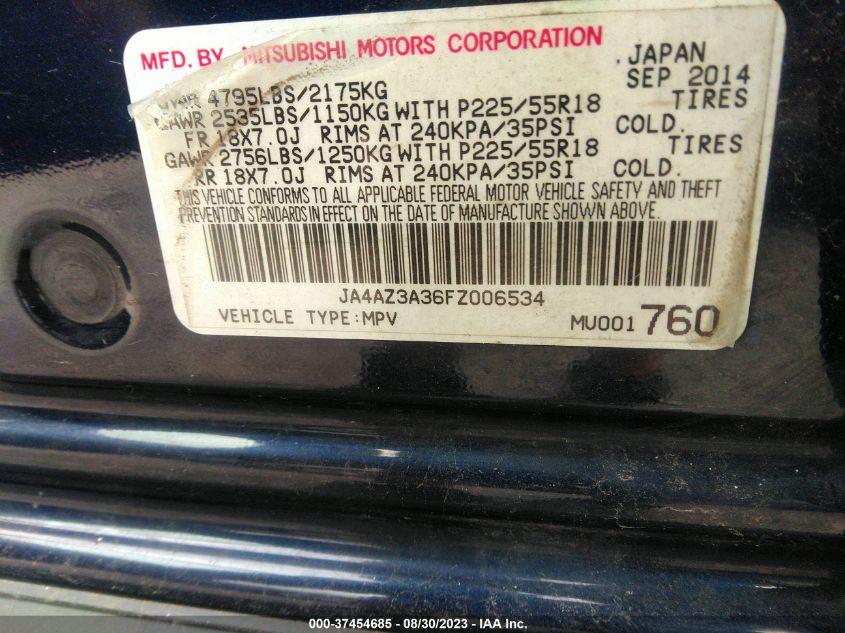 MFD. BY MITSUBISHI MOTORS CORPORATION
, JAPAN
SEP 2014
GVWR 4795LBS/2175KG
GAWR 2535LBS/1150KG WITH P225/55R18 TIRES
FR 18X7.0J RIMS AT 240KPA/35PSI COLD.
GAWR 2756LBS/1250KG WITH P225/55R18 TIRES
RR 18X7.0J RIMS AT 240KPA/35PSI COLD.
THIS VEHICLE CONFORMS TO ALL APPLICABLE FEDERAL MOTOR VEHICLE SAFETY AND THEFT
PREVENTION STANDARDS IN EFFECT ON THE DATE OF MANUFACTURE SHOWN ABOVE.
JA4AZ3A36FZ006534
VEHICLE TYPE:MPV MU001760
000-37454685 - 08/30/2023 - IAA Inc.